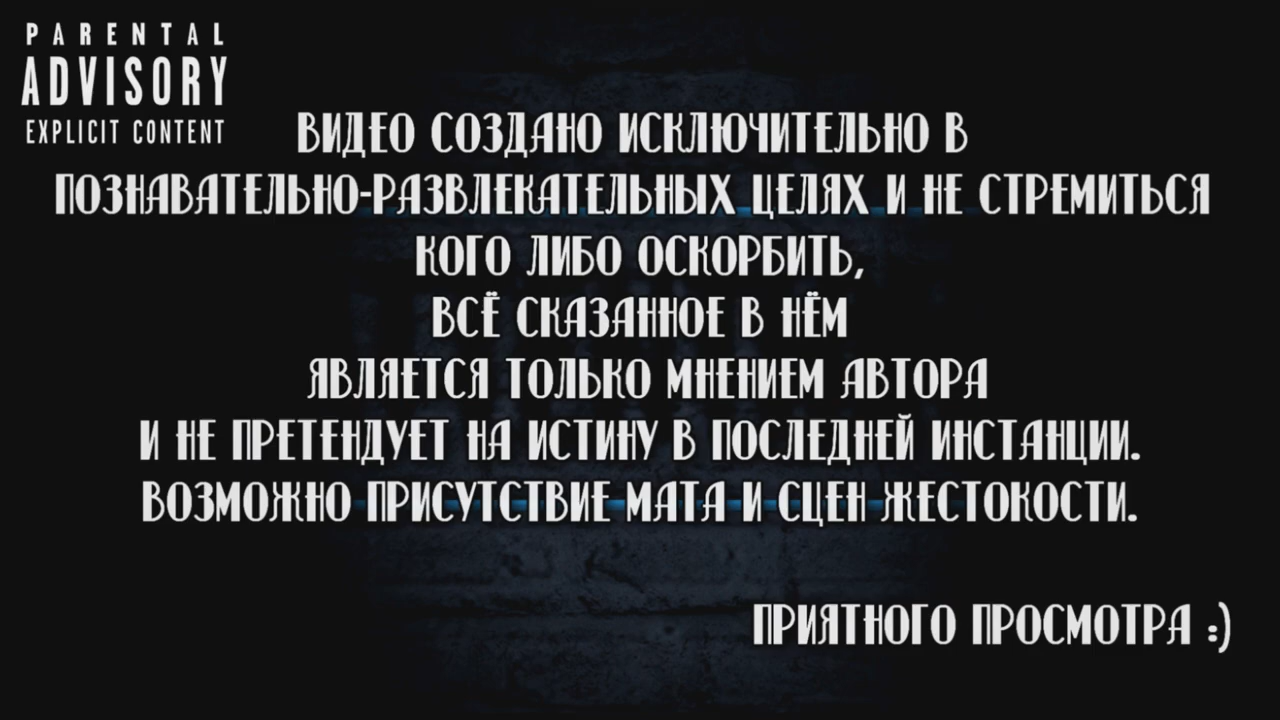 PARENTAL
ADVISORY
EXPLICIT CONTENT
ВИДЕО СОЗДАНО ИСКЛЮЧИТЕЛЬНО В
ПОЗНАВАТЕЛЬНО-РАЗВЛЕКАТЕЛЬНЫХ ЦЕЛЯХ И НЕ СТРЕМИТЬСЯ
КОГО ЛИБО ОСКОРБИТЬ,
ВСЁ СКАЗАННОЕ В НЁМ
ЯВЛЯЕТСЯ ТОЛЬКО МНЕНИЕМ АВТОРА
И НЕ ПРЕТЕНДУЕТ НА ИСТИНУ В ПОСЛЕДНЕЙ ИНСТАНЦИИ.
ВОЗМОЖНО ПРИСУТСТВИЕ МАТА И СЦЕН ЖЕСТОКОСТИ.
ПРИЯТНОГО ПРОСМОТРА :)